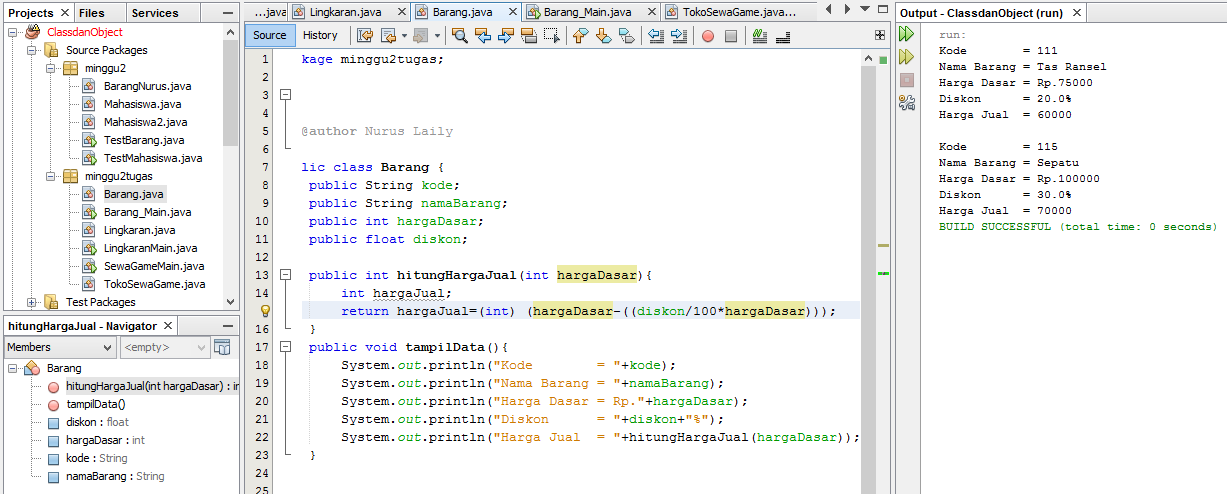 Projects × Files Services
ClassdanObject
Source Packages
minggu2
BarangNurus.java
Mahasiswa.java
Mahasiswa2.java
TestBarang.java
TestMahasiswa.java
minggu2tugas
Barang.java
Barang_Main.java
Lingkaran.java
LingkaranMain.java
SewaGameMain.java
TokoSewaGame.java
Test Packages
hitungHargaJual - Navigator ×
Members <empty>
Barang
hitungHargaJual(int hargaDasar) : in
tampilData()
diskon : float
hargaDasar : int
kode : String
namaBarang : String
...java Lingkaran.java × Barang.java × Barang_Main.java × TokoSewaGame.java...
Source History
1 kage minggu2tugas;
2
3
4
5 @author Nurus Laily
6
7 lic class Barang {
8 public String kode;
9 public String namaBarang;
10 public int hargaDasar;
11 public float diskon;
12
13 public int hitungHargaJual(int hargaDasar){
14 int hargaJual;
return hargaJual=(int) (hargaDasar-((diskon/100*hargaDasar)));
16 }
17 public void tampilData(){
18 System.out.println("Kode        = "+kode);
19 System.out.println("Nama Barang = "+namaBarang);
20 System.out.println("Harga Dasar = Rp."+hargaDasar);
21 System.out.println("Diskon      = "+diskon+"%");
22 System.out.println("Harga Jual  = "+hitungHargaJual(hargaDasar));
23 }
24
25
Output - ClassdanObject (run) ×
run:
Kode        = 111
Nama Barang = Tas Ransel
Harga Dasar = Rp.75000
Diskon      = 20.0%
Harga Jual  = 60000
Kode        = 115
Nama Barang = Sepatu
Harga Dasar = Rp.100000
Diskon      = 30.0%
Harga Jual  = 70000
BUILD SUCCESSFUL (total time: 0 seconds)